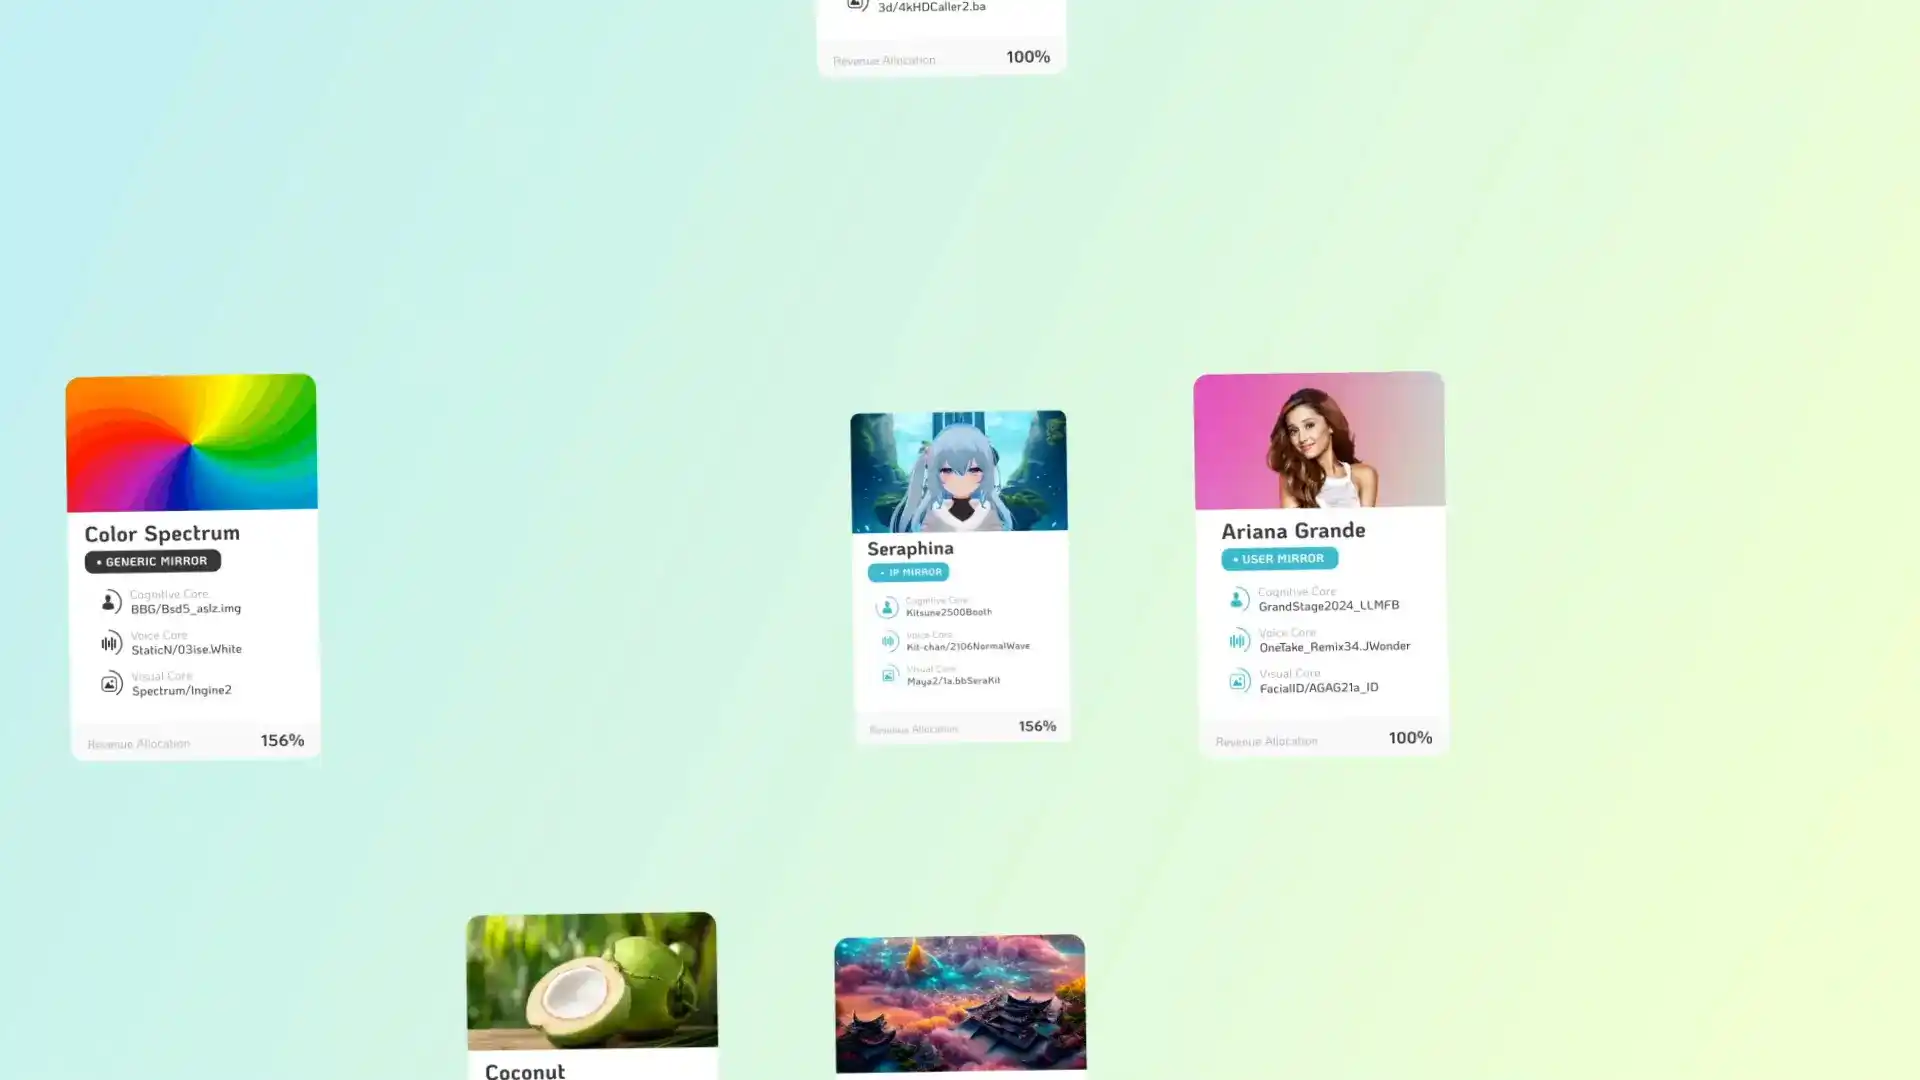 3d/4kHDCaller2.ba
Revenue Allocation 100%
Color Spectrum
• GENERIC MIRROR
Cognitive Core
BBG/Bsd5_aslz.img
Voice Core
StaticN/03ise.White
Visual Core
Spectrum/Ingine2
Revenue Allocation 156%
Seraphina
• IP MIRROR
Cognitive Core
Kitsune2500Booth
Voice Core
Kit-chan/2106NormalWave
Visual Core
Maya2/1a.bbSeraKit
Revenue Allocation 156%
Ariana Grande
• USER MIRROR
Cognitive Core
GrandStage2024_LLMFB
Voice Core
OneTake_Remix34.JWonder
Visual Core
FacialID/AGAG21a_ID
Revenue Allocation 100%
Coconut